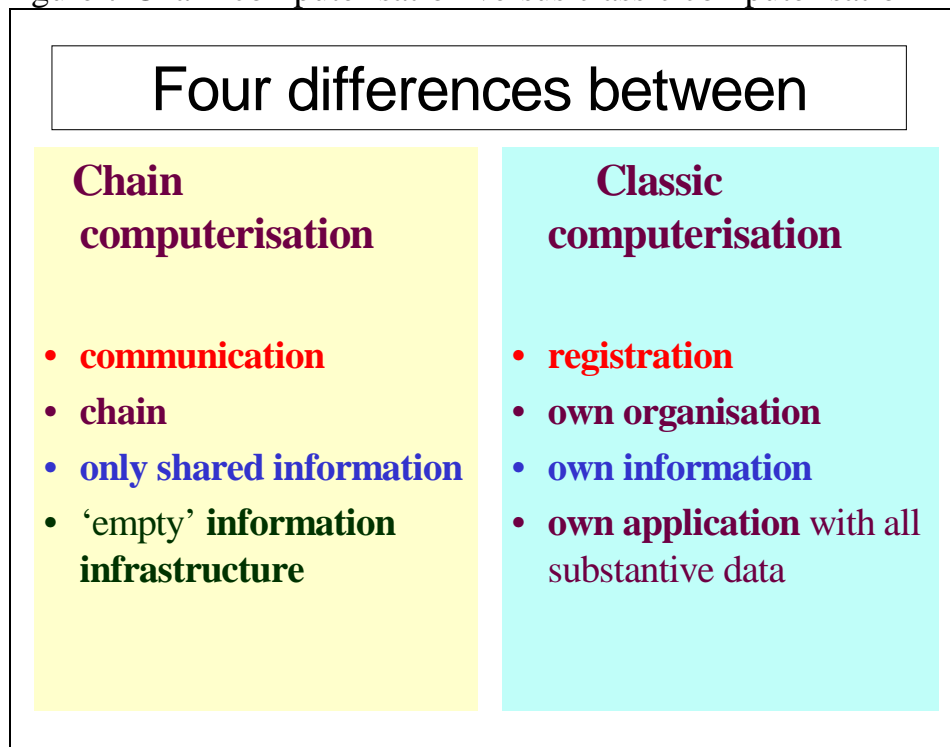 Four differences between
Chain
computerisation
• communication
• chain
• only shared information
• ‘empty’ information
infrastructure
Classic
computerisation
• registration
• own organisation
• own information
• own application with all
substantive data